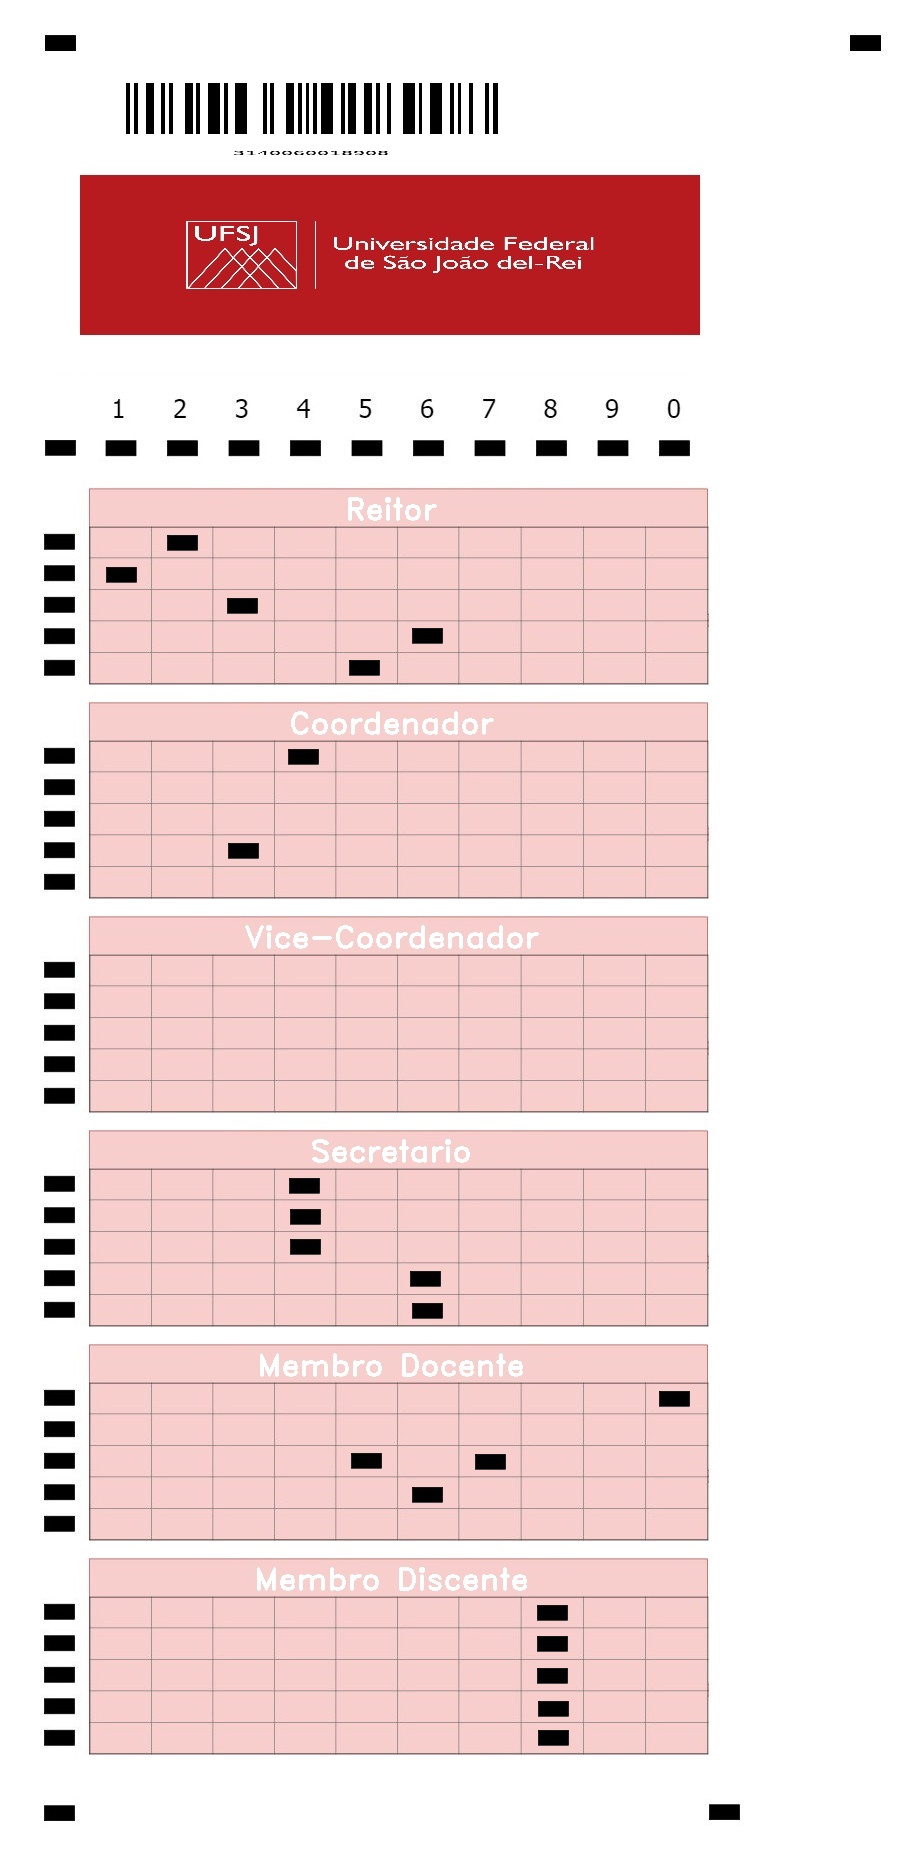 3140060018908
UFSJ
Universidade Federal
de São João del-Rei
1 2 3 4 5 6 7 8 9 0
Reitor
Coordenador
Vice-Coordenador
Secretario
Membro Docente
Membro Discente